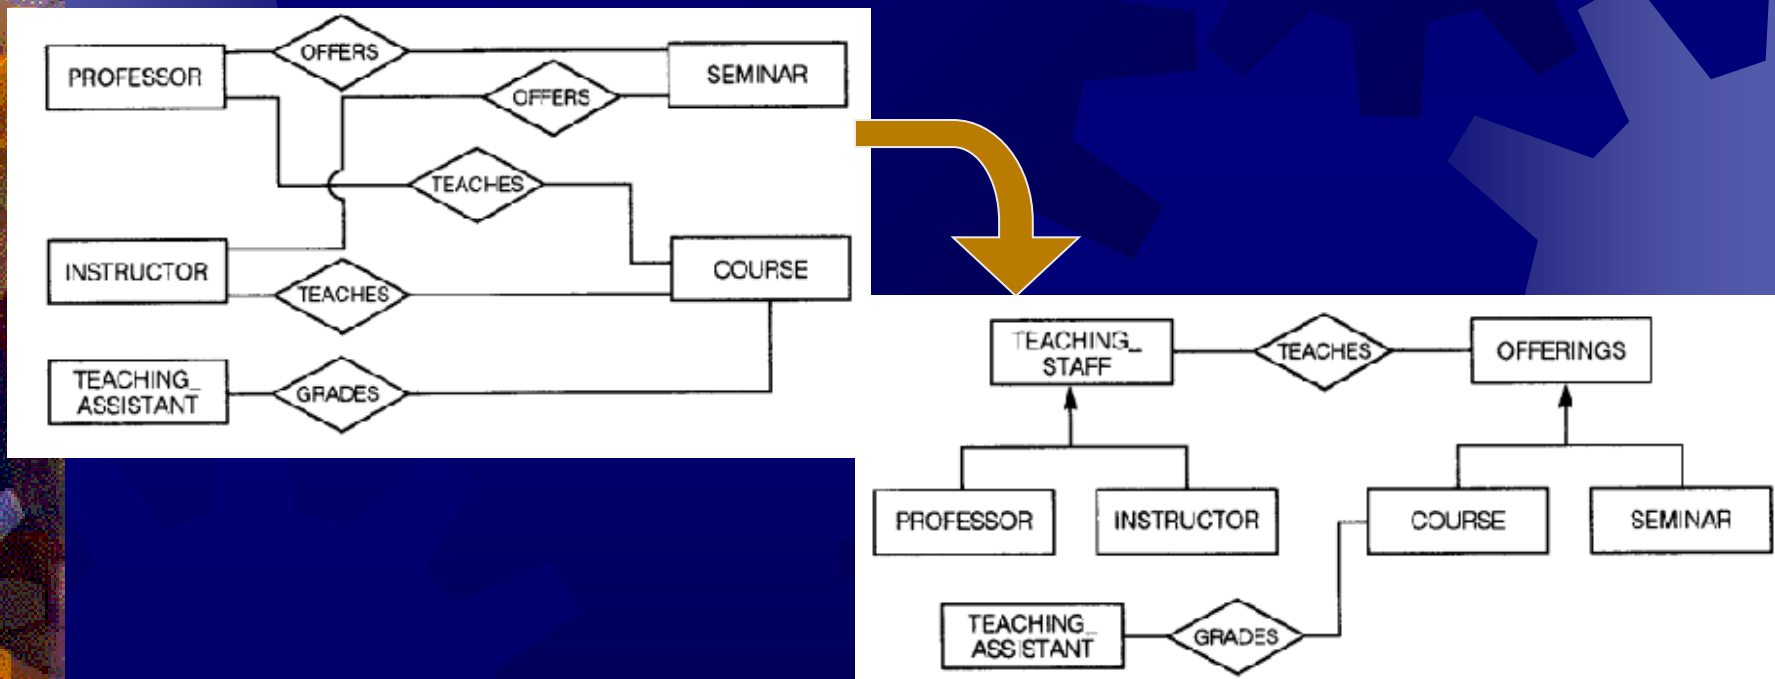 PROFESSOR
OFFERS
SEMINAR
OFFERS
TEACHES
INSTRUCTOR
TEACHES
COURSE
TEACHING_
ASSISTANT
GRADES
TEACHING_
STAFF
TEACHES
OFFERINGS
PROFESSOR
INSTRUCTOR
COURSE
SEMINAR
TEACHING_
ASSISTANT
GRADES